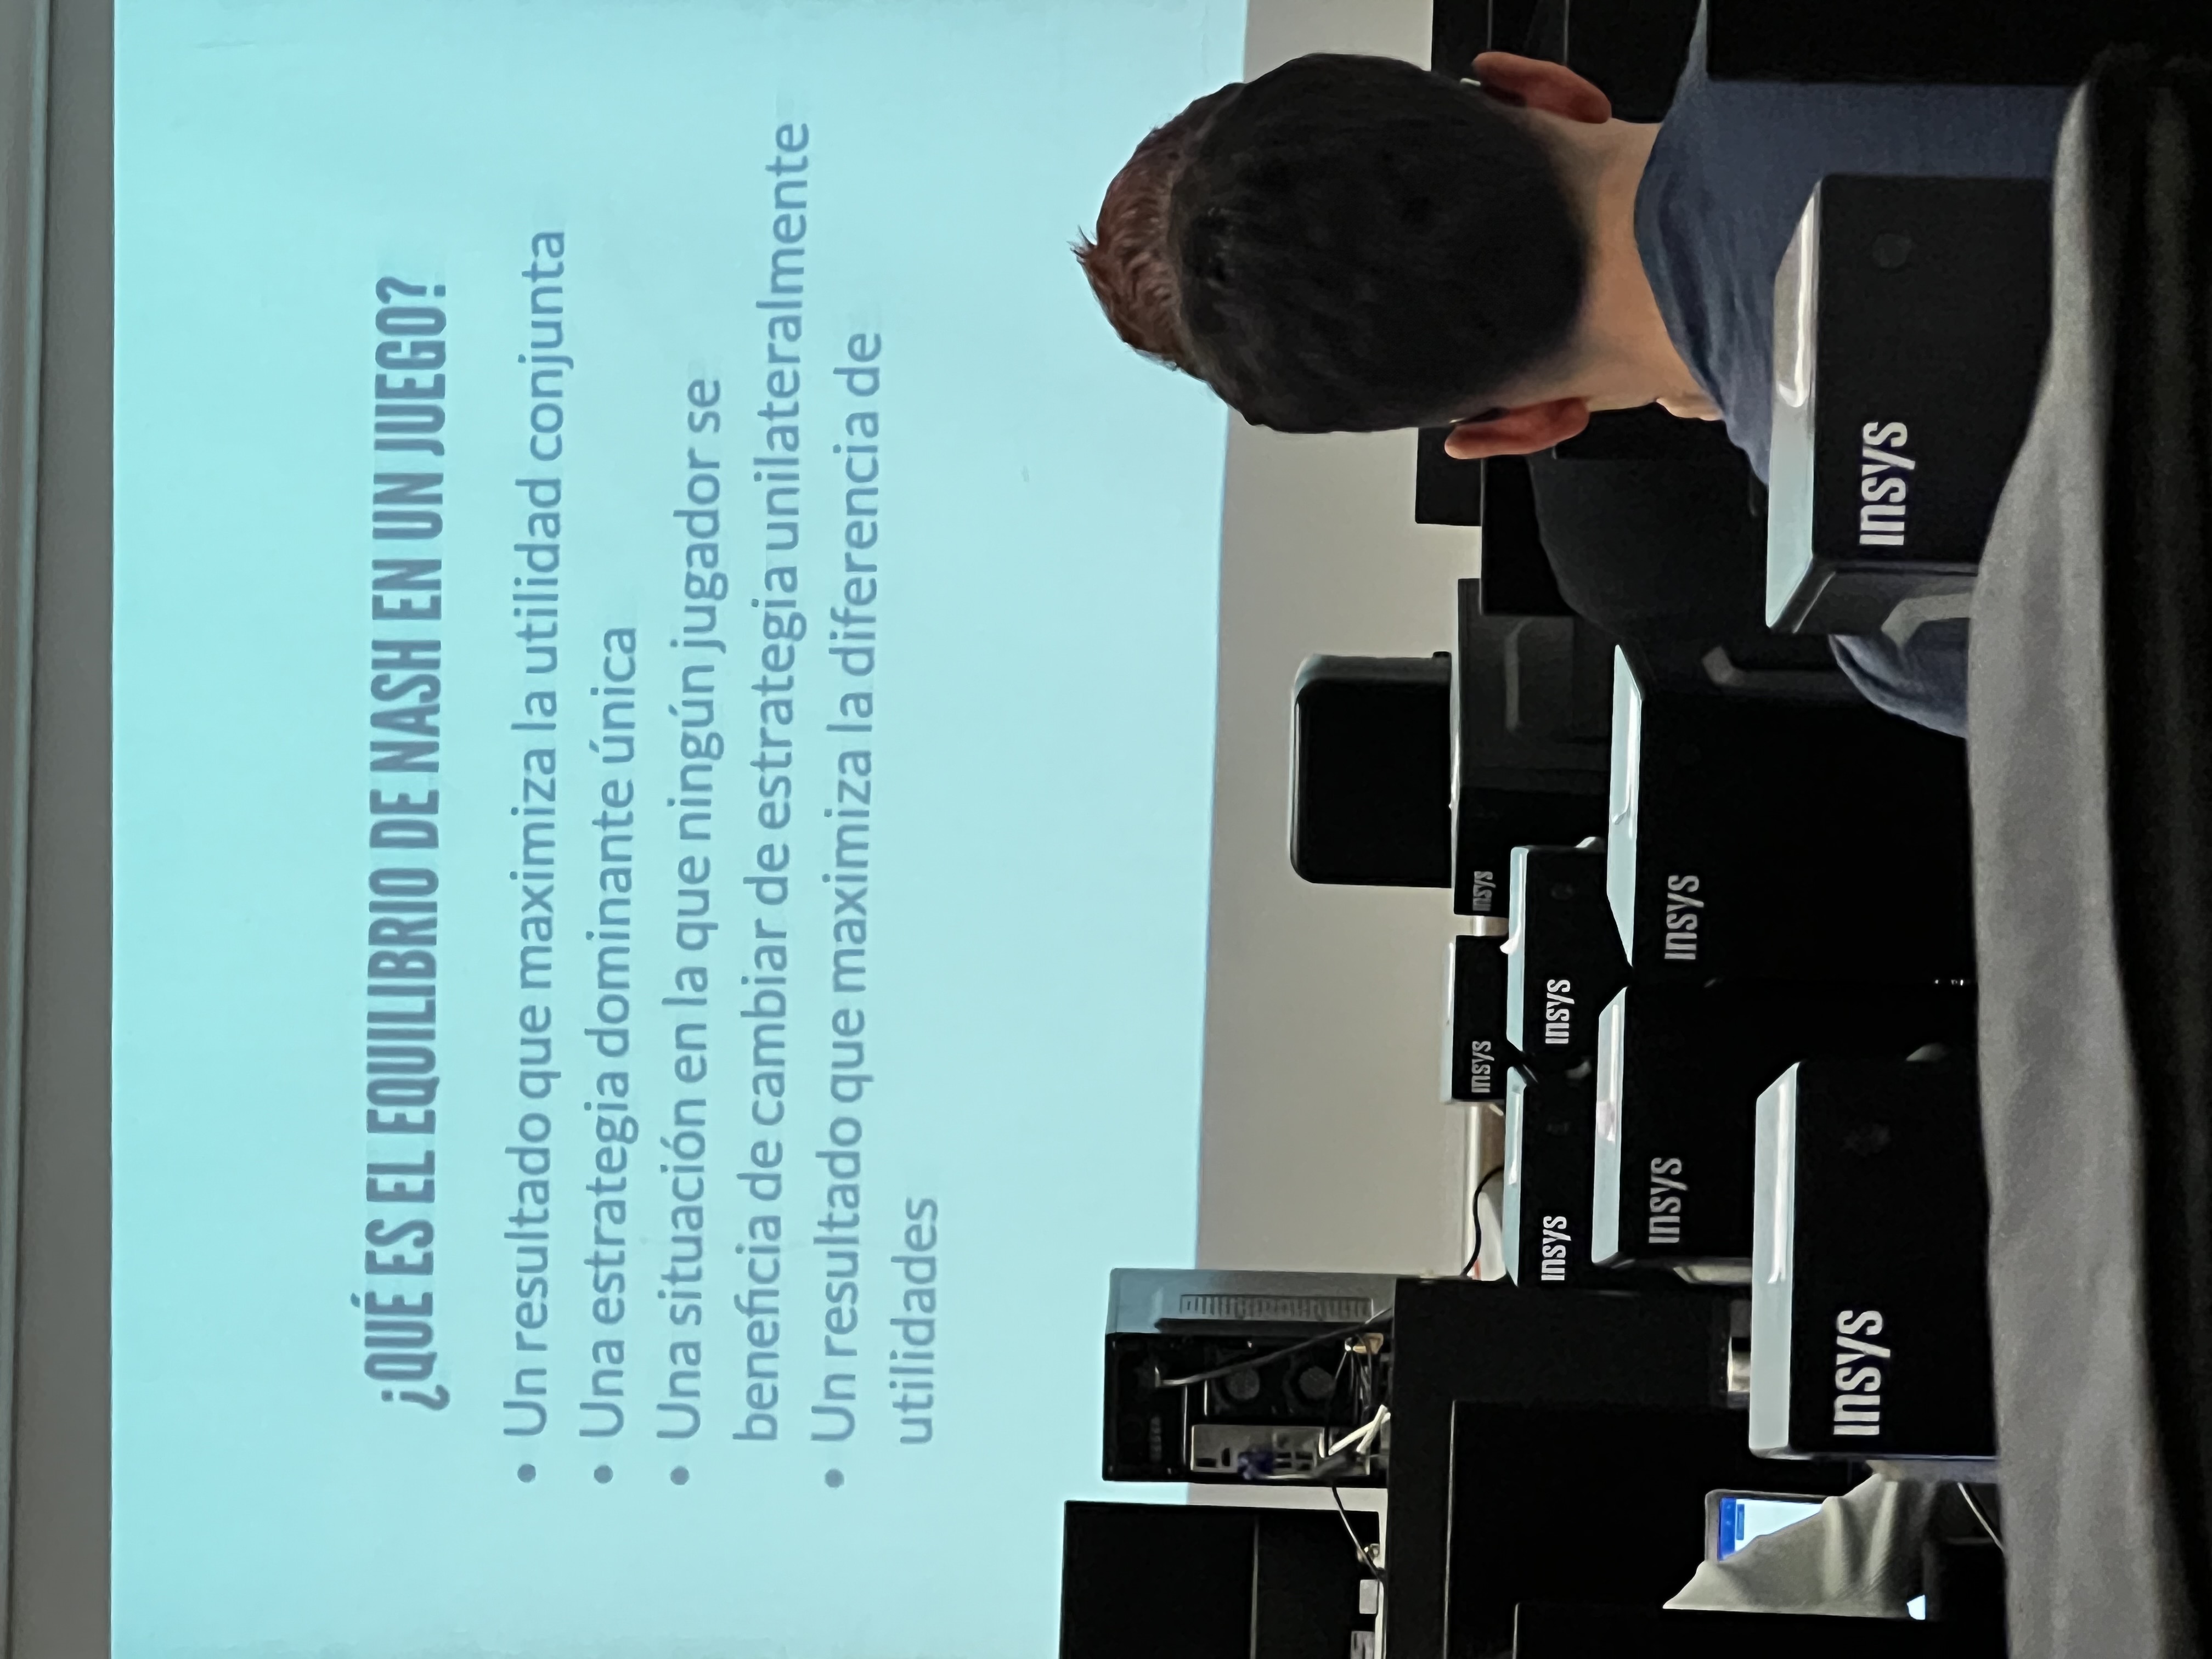 ¿QUÉ ES EL EQUILIBRIO DE NASH EN UN JUEGO?
• Un resultado que maximiza la utilidad conjunta
• Una estrategia dominante única
• Una situación en la que ningún jugador se
beneficia de cambiar de estrategia unilateralmente
• Un resultado que maximiza la diferencia de
utilidades
insys
insys
insys
insys
insys
insys
insys
insys